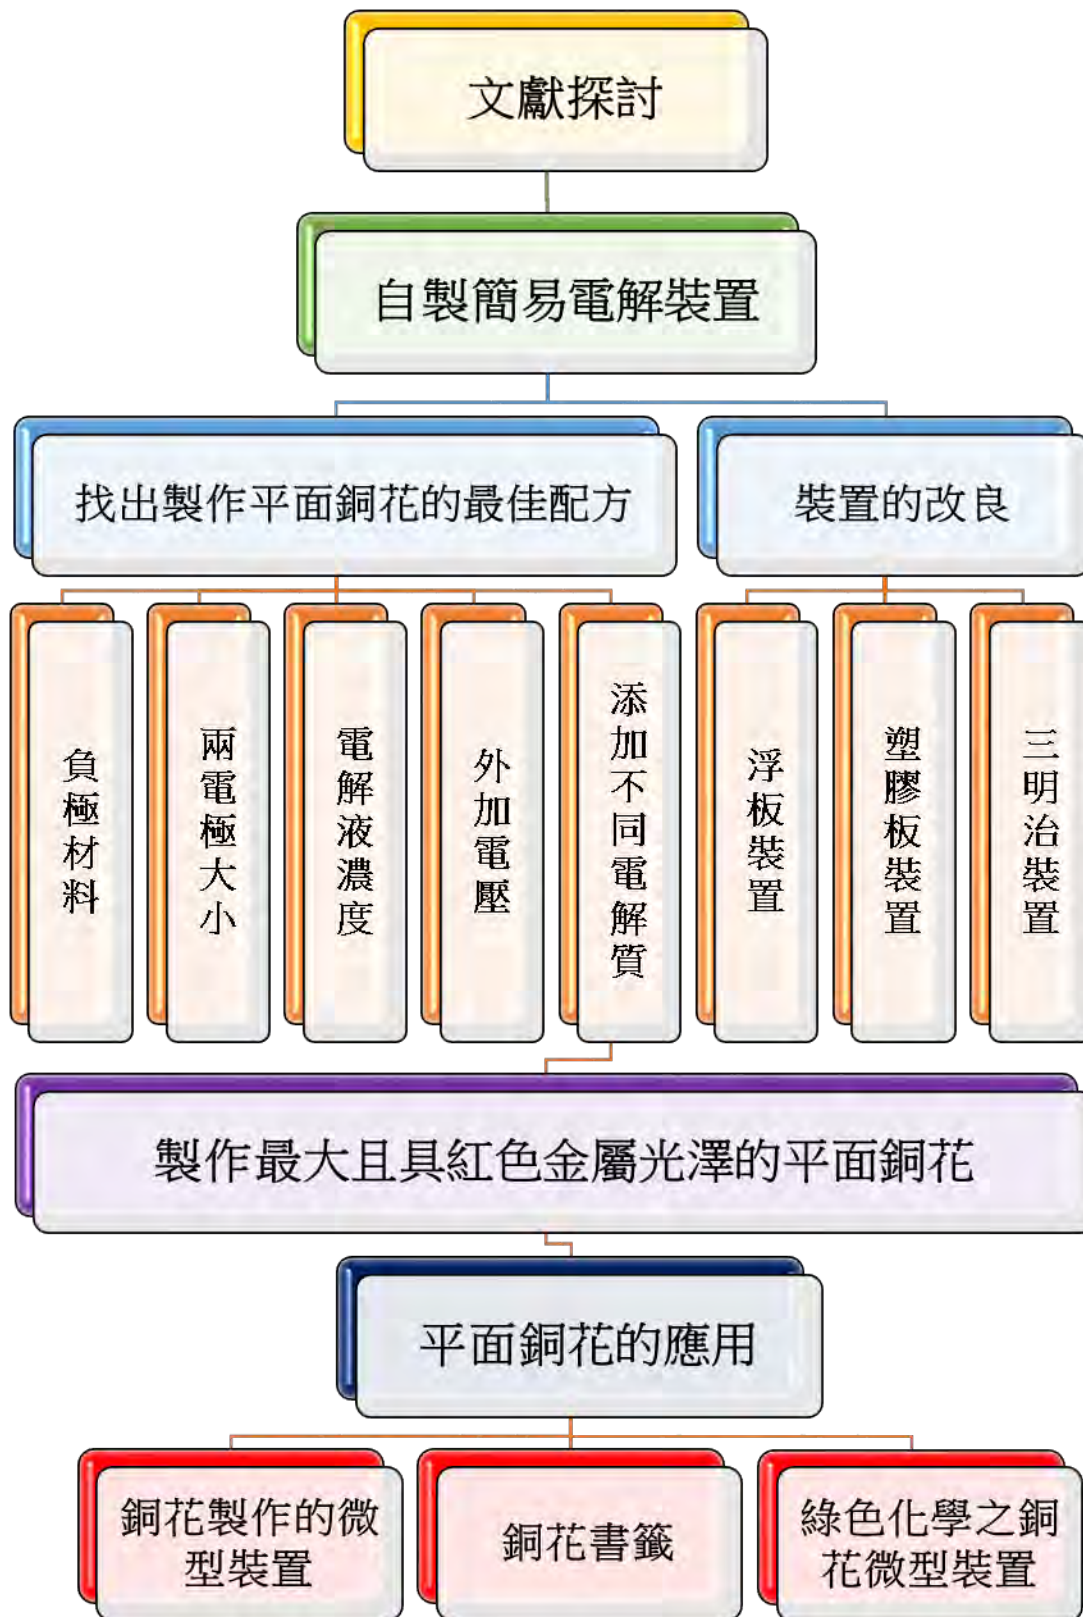 文獻探討
自製簡易電解裝置
找出製作平面銅花的最佳配方
裝置的改良
負極材料
兩電極大小
電解液濃度
外加電壓
添加不同電解質
浮板裝置
塑膠板裝置
三明治裝置
製作最大且具紅色金屬光澤的平面銅花
平面銅花的應用
銅花製作的微
型裝置
銅花書籤
綠色化學之銅
花微型裝置